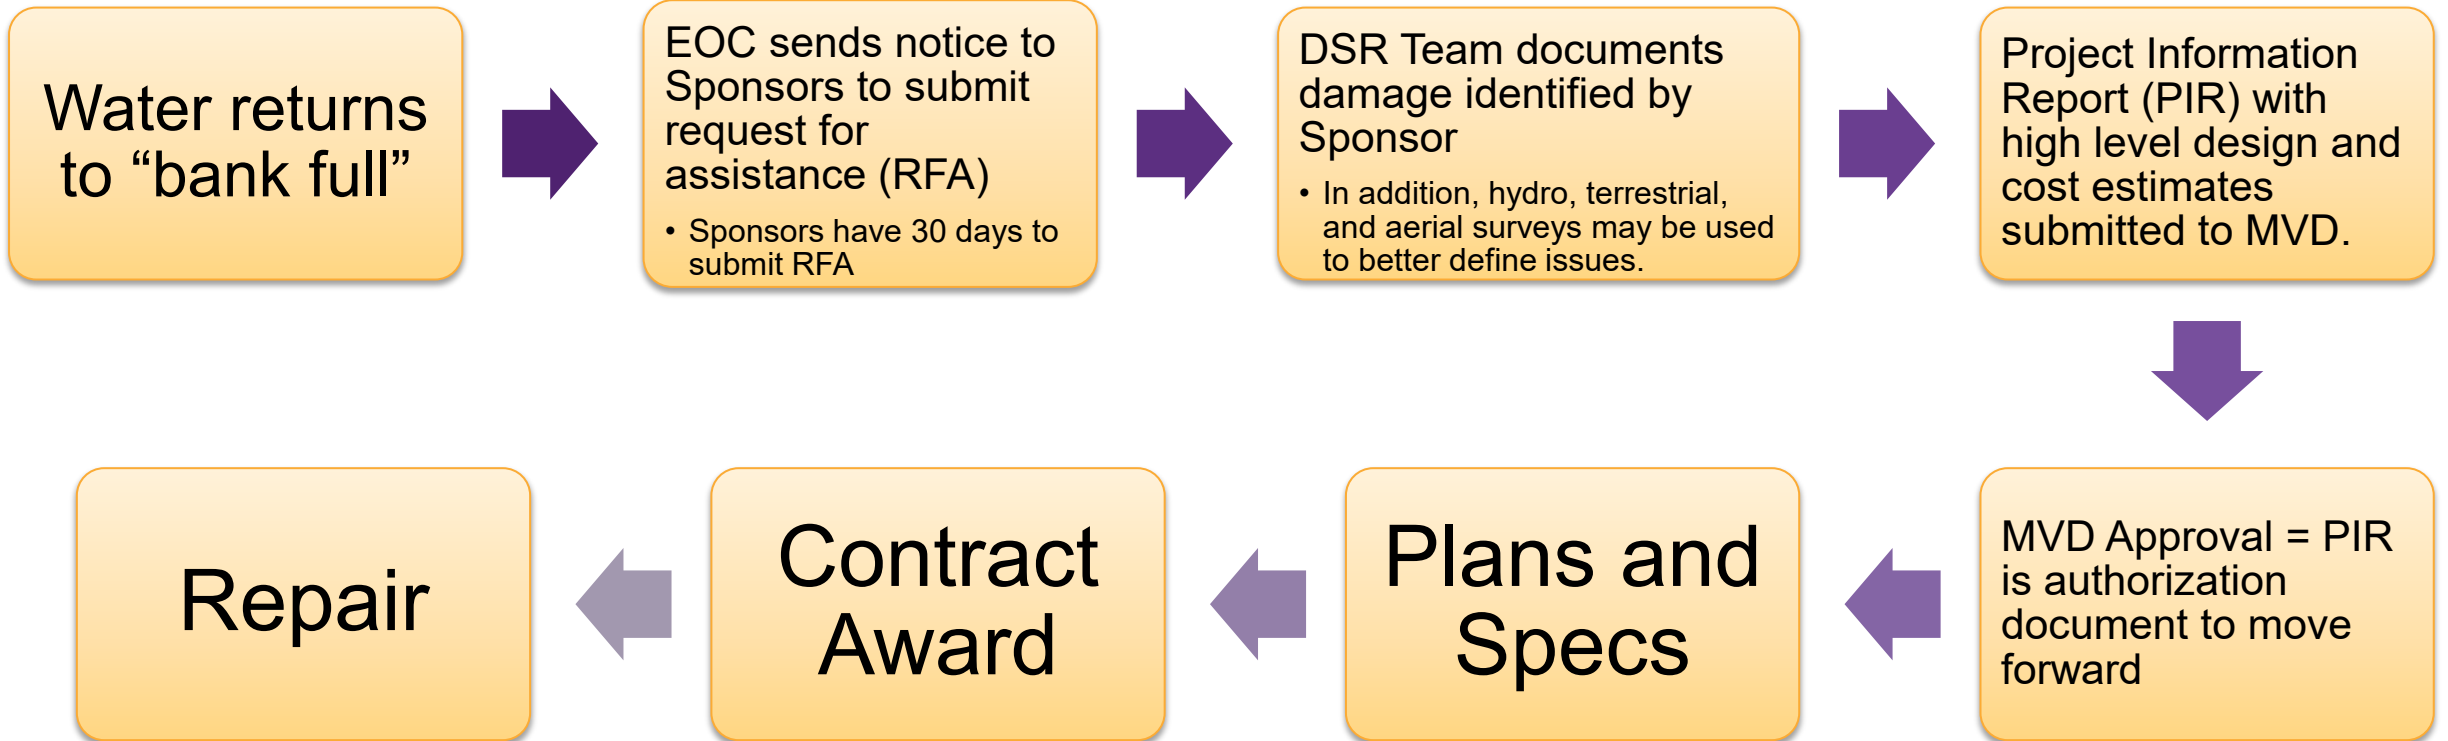 Water returns
to “bank full”
EOC sends notice to
Sponsors to submit
request for
assistance (RFA)
• Sponsors have 30 days to
submit RFA
DSR Team documents
damage identified by
Sponsor
• In addition, hydro, terrestrial,
and aerial surveys may be used
to better define issues.
Project Information
Report (PIR) with
high level design and
cost estimates
submitted to MVD.
MVD Approval = PIR
is authorization
document to move
forward
Plans and
Specs
Contract
Award
Repair